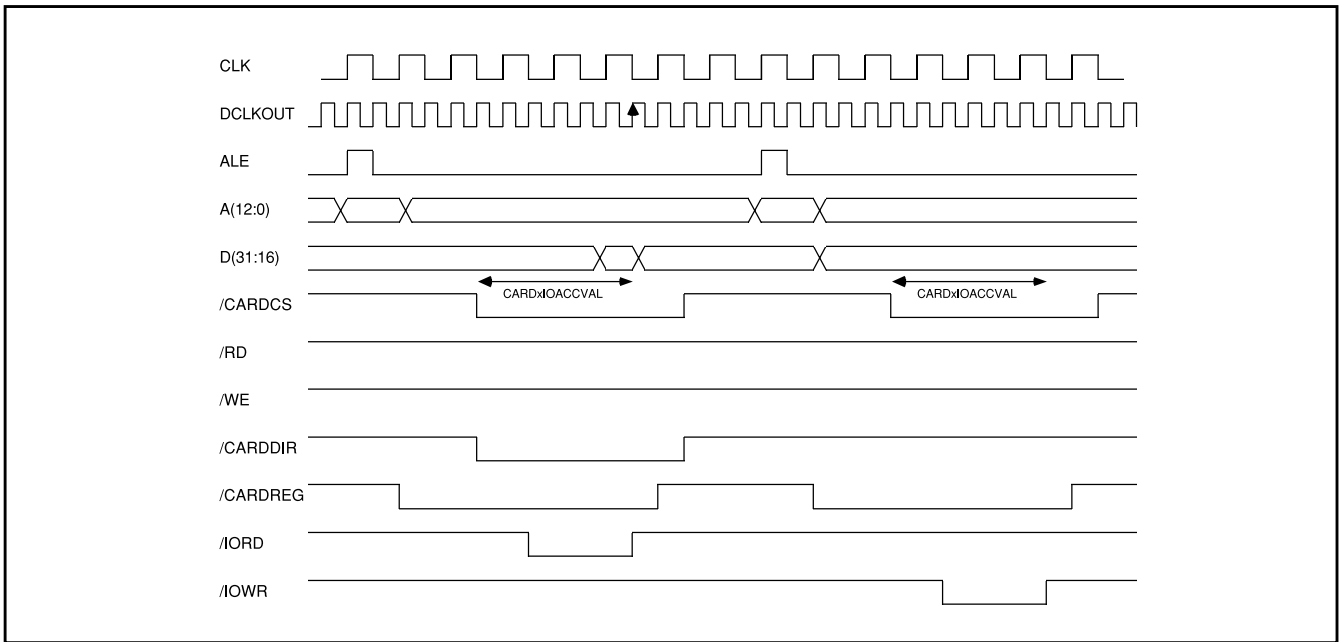 CLK
DCLKOUT
ALE
A(12:0)
D(31:16)
CARDxIOACCVAL
CARDxIOACCVAL
/CARDCS
/RD
/WE
/CARDDIR
/CARDREG
/IORD
/IOWR